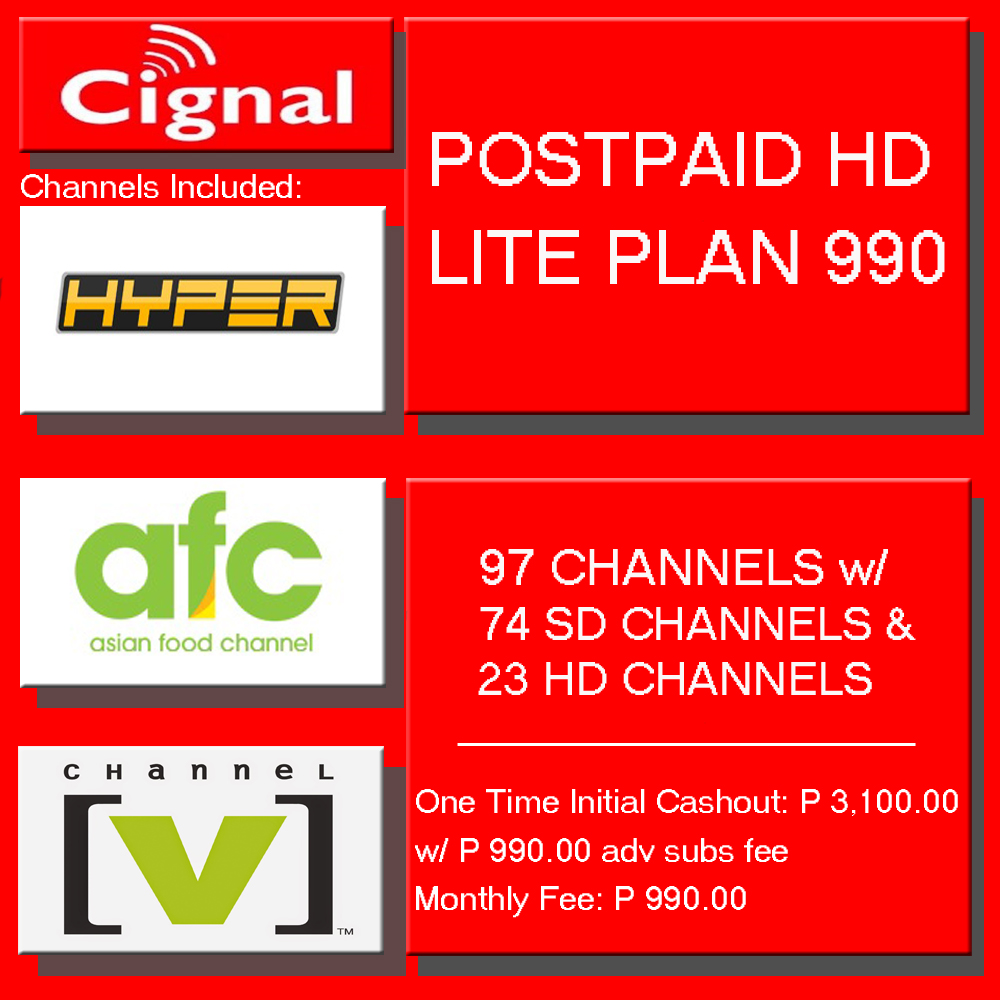 Cignal
Channels Included:
HYPER
afc
asian food channel
CHannEL
[V]™
POSTPAID HD
LITE PLAN 990
97 CHANNELS w/
74 SD CHANNELS &
23 HD CHANNELS
One Time Initial Cashout: P 3,100.00
w/ P 990.00 adv subs fee
Monthly Fee: P 990.00